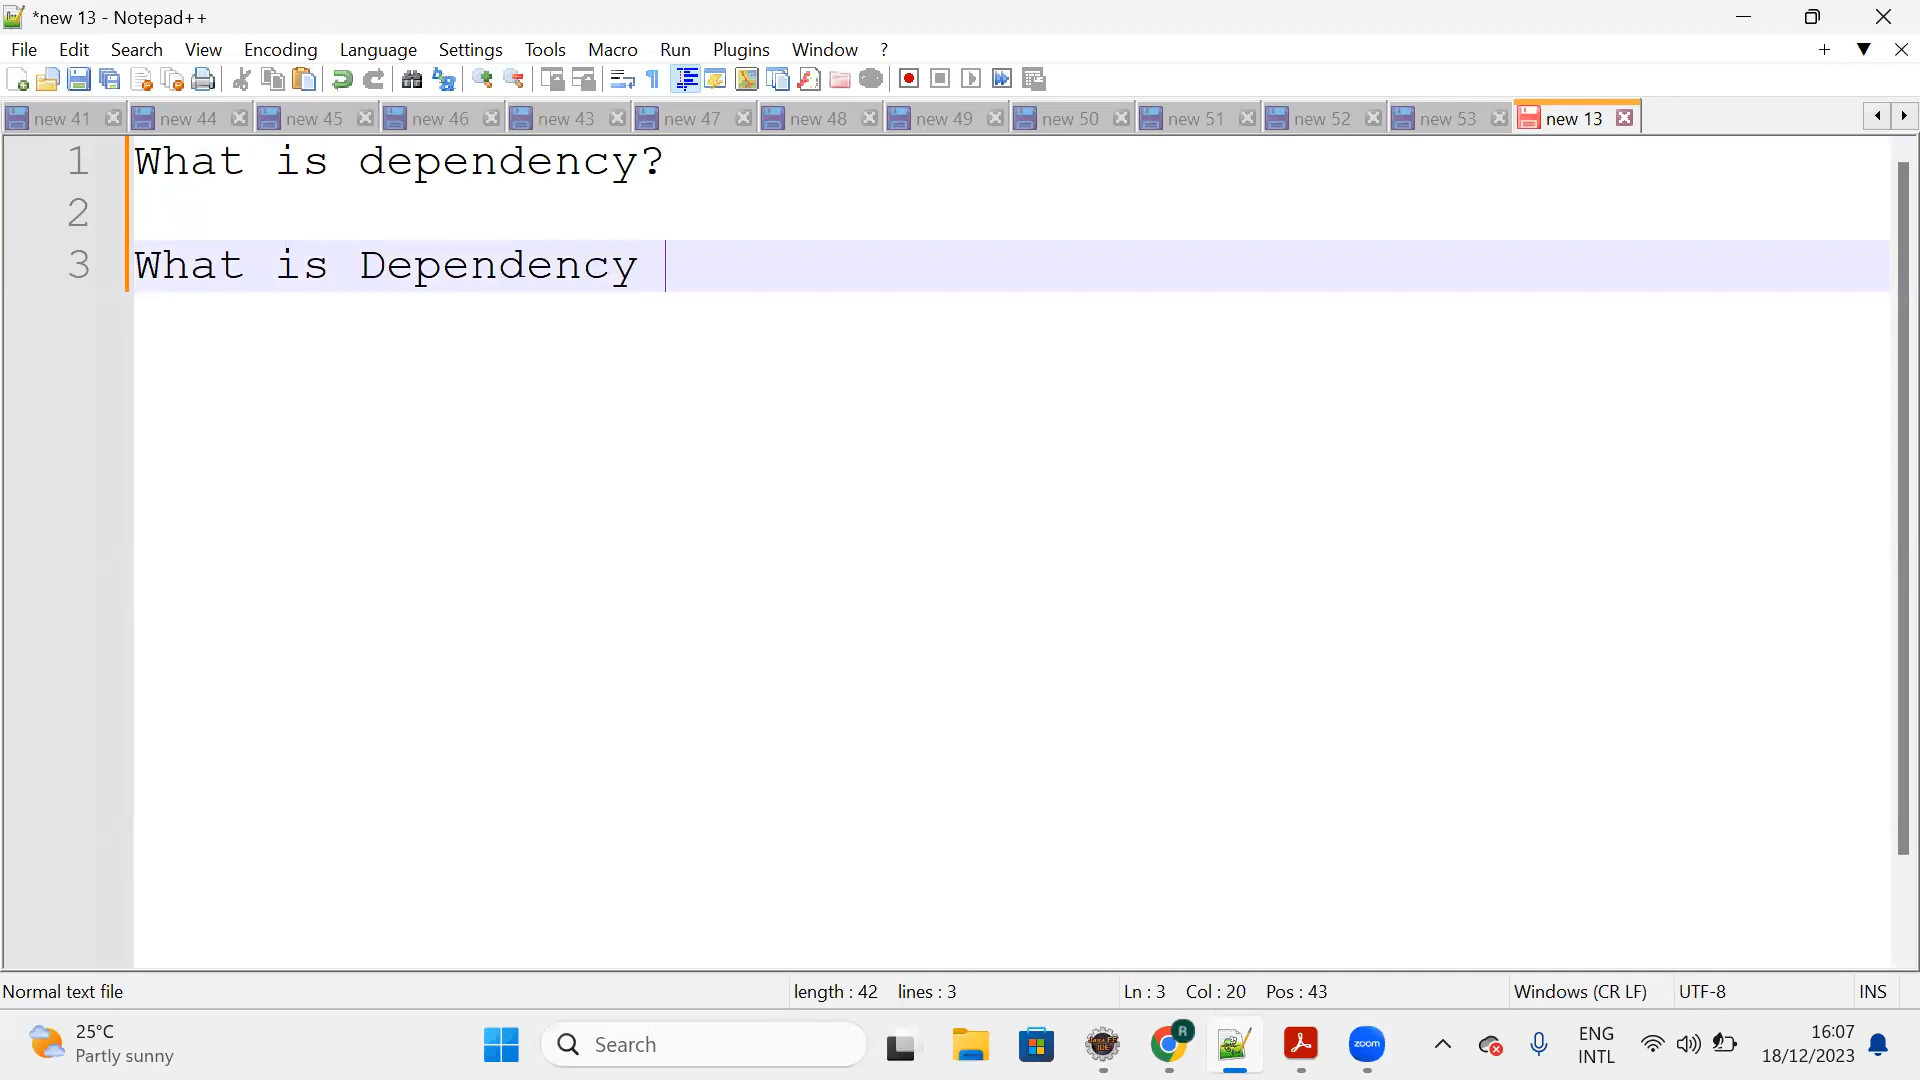 *new 13 - Notepad++
File Edit Search View Encoding Language Settings Tools Macro Run Plugins Window ?
new 41 new 44 new 45 new 46 new 43 new 47 new 48 new 49 new 50 new 51 new 52 new 53 new 13
1 What is dependency?
2
3 What is Dependency
Normal text file length : 42 lines : 3 Ln : 3 Col : 20 Pos : 43 Windows (CR LF) UTF-8 INS
25°C
Partly sunny
Search
R
zoom
ENG
INTL
16:07
18/12/2023